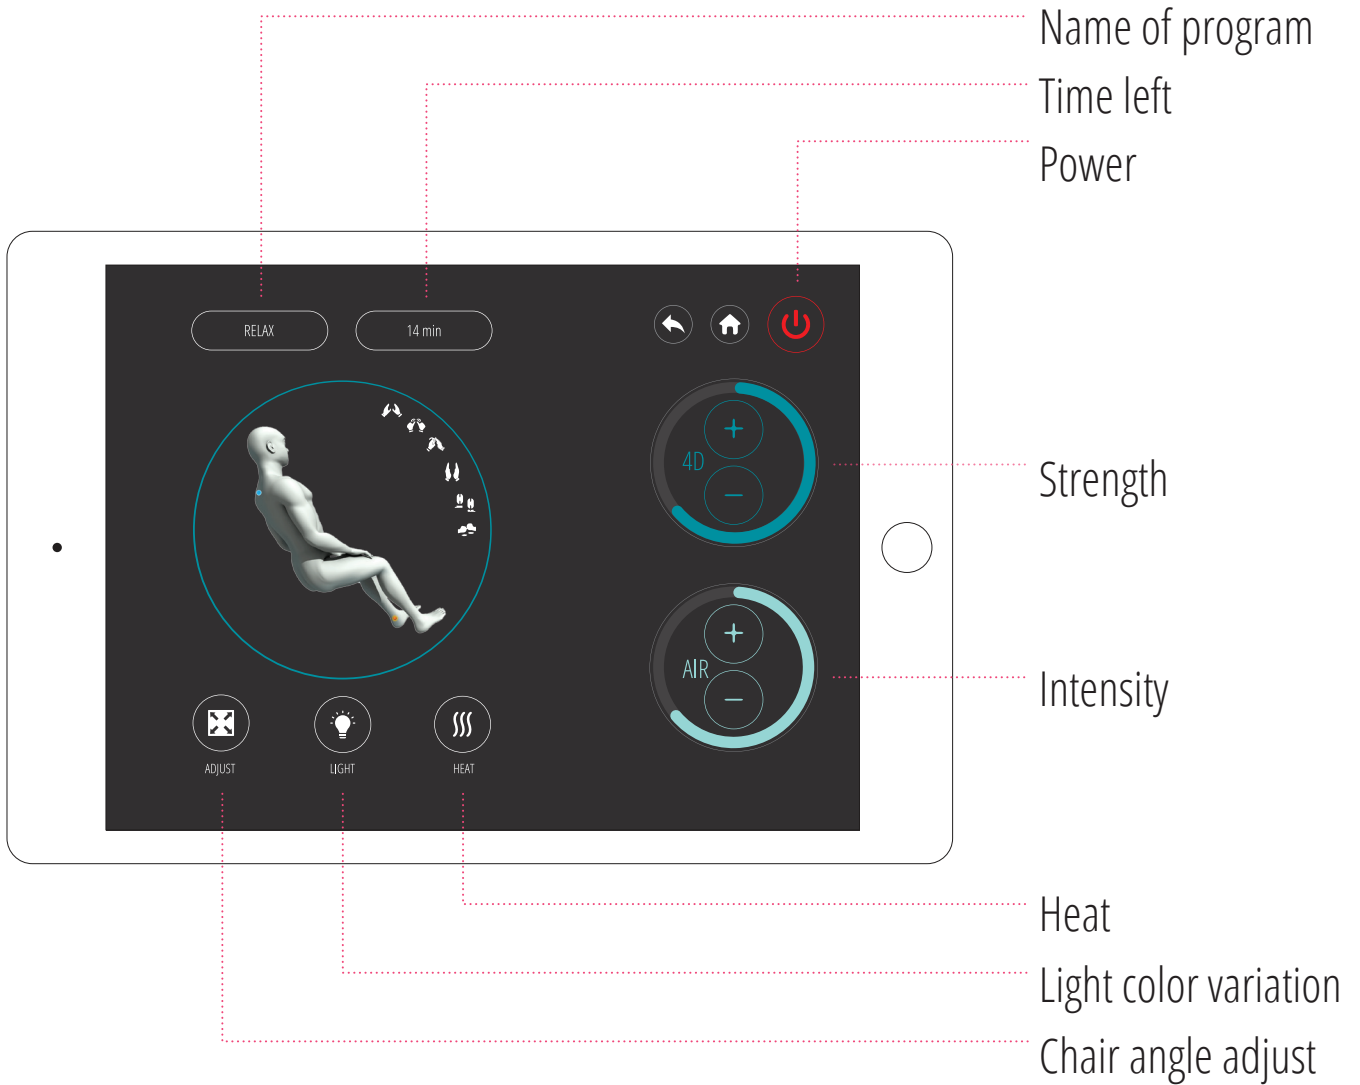 Name of program
Time left
Power
RELAX
14 min
4D
Strength
AIR
Intensity
ADJUST
LIGHT
HEAT
Heat
Light color variation
Chair angle adjust